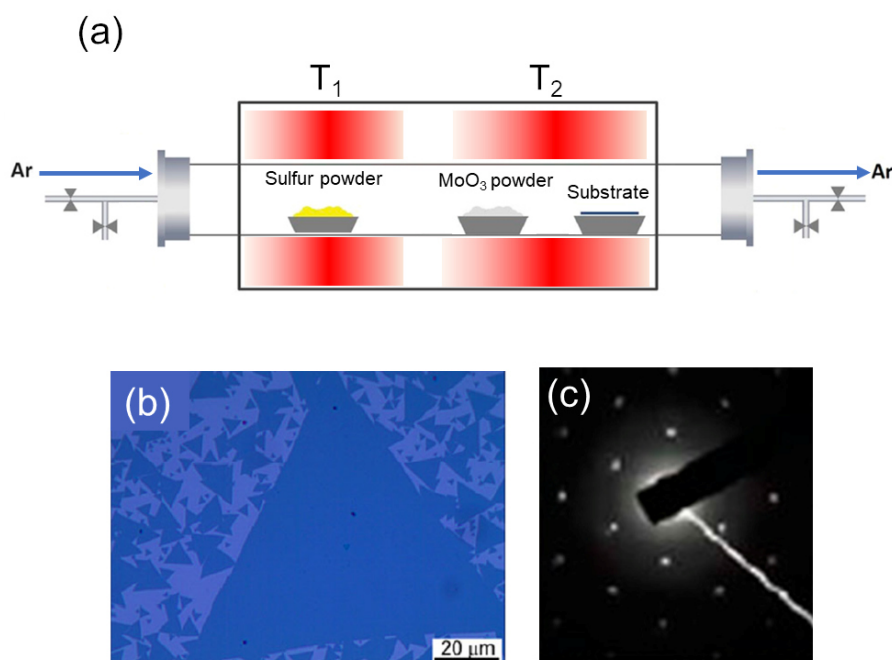 (a)
T₁ T₂
Ar Ar
Sulfur powder MoO₃ powder Substrate
(b)
20 μm
(c)